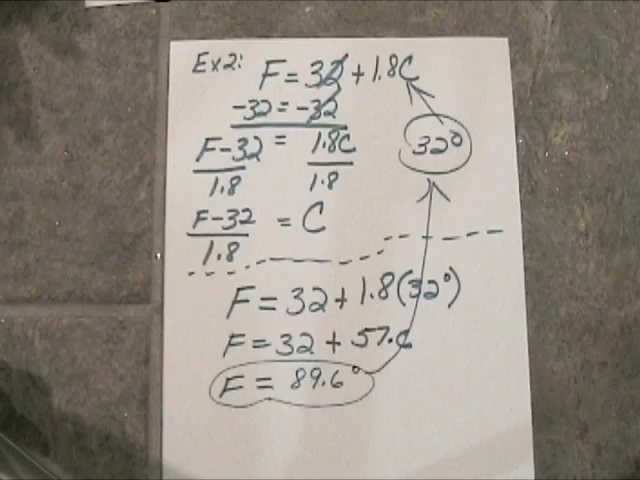 Ex2: F = 32 + 1.8C
-32 = -32
F-32 = 1.8C
1.8 1.8
32°
F-32 = C
1.8
F = 32 + 1.8(32°)
F = 32 + 57.6
F = 89.6°